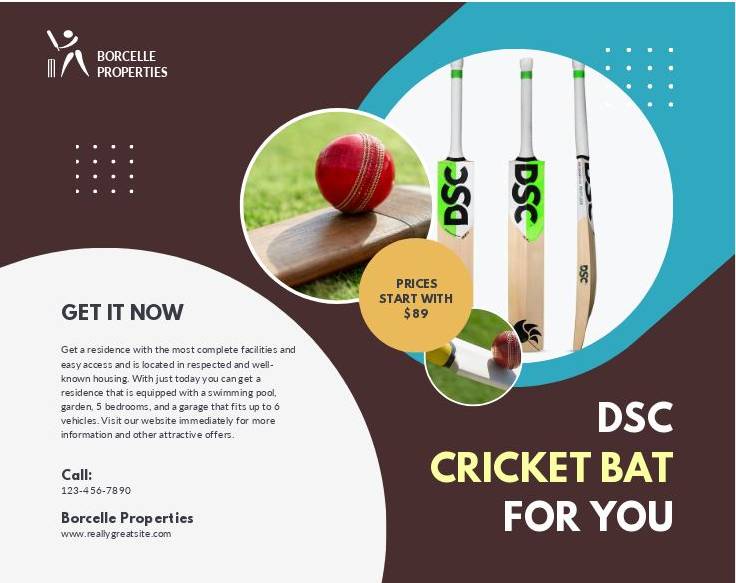 BORCELLE
PROPERTIES
DSC
DSC
DSC
PRICES
START WITH
$89
GET IT NOW
Get a residence with the most complete facilities and
easy access and is located in respected and well-
known housing. With just today you can get a
residence that is equipped with a swimming pool,
garden, 5 bedrooms, and a garage that fits up to 6
vehicles. Visit our website immediately for more
information and other attractive offers.
Call:
123-456-7890
Borcelle Properties
www.reallygreatsite.com
DSC
CRICKET BAT
FOR YOU